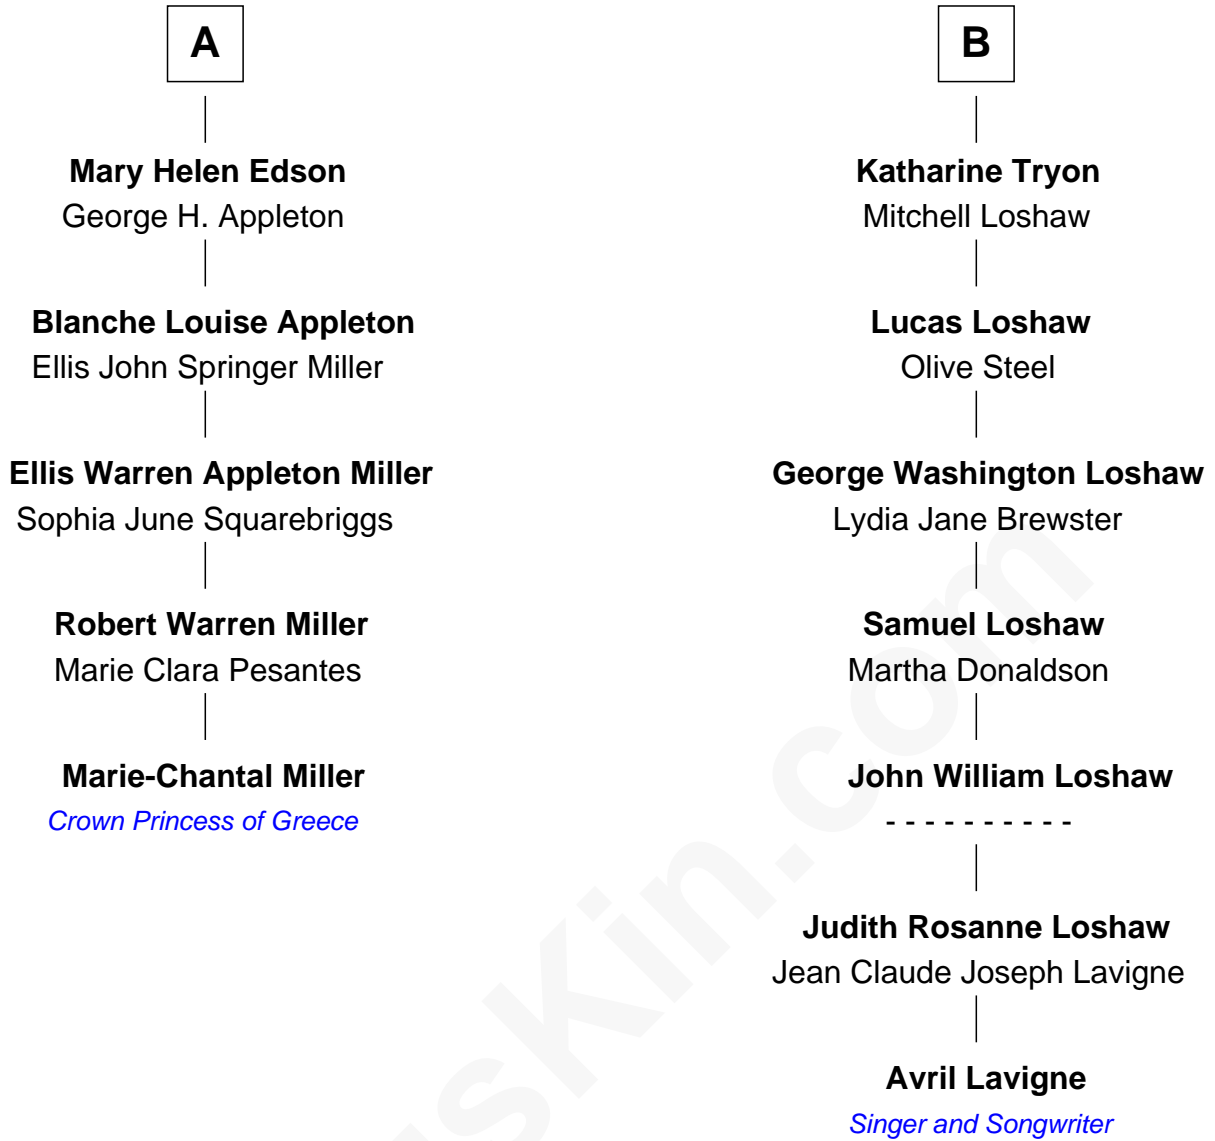 A
Mary Helen Edson
George H. Appleton
Blanche Louise Appleton
Ellis John Springer Miller
Ellis Warren Appleton Miller
Sophia June Squarebriggs
Robert Warren Miller
Marie Clara Pesantes
Marie-Chantal Miller
Crown Princess of Greece
B
Katharine Tryon
Mitchell Loshaw
Lucas Loshaw
Olive Steel
George Washington Loshaw
Lydia Jane Brewster
Samuel Loshaw
Martha Donaldson
John William Loshaw
- - - - - - - - - -
Judith Rosanne Loshaw
Jean Claude Joseph Lavigne
Avril Lavigne
Singer and Songwriter
sKin.com